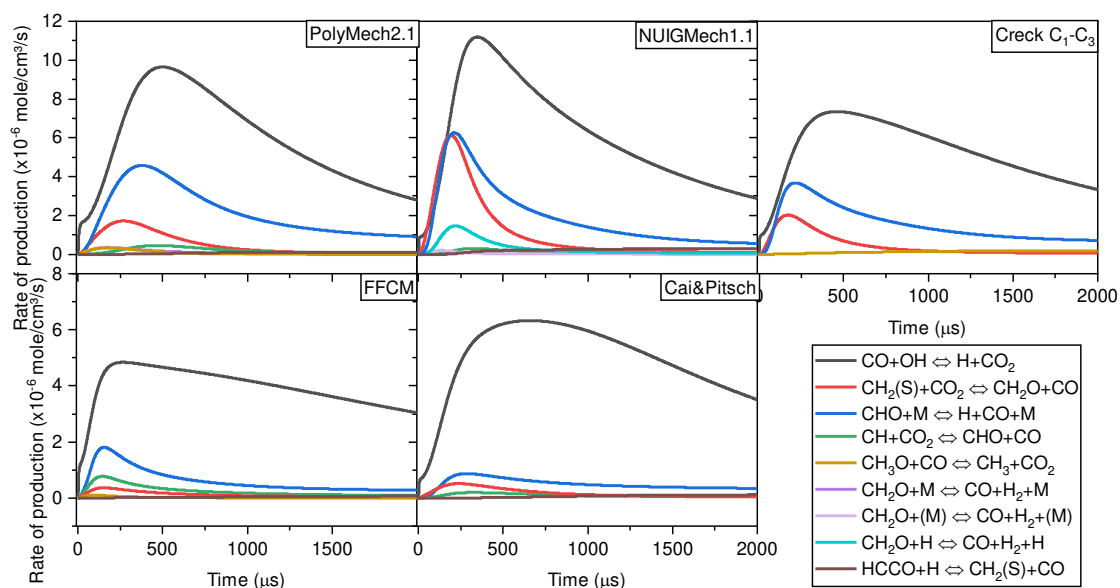 Rate of production (x10⁻⁶ mole/cm³/s)
12
10
8
6
4
2
0
PolyMech2.1
NUIGMech1.1
Creck C₁-C₃
0 500 1000 1500 2000
Time (μs)
Rate of production (x10⁻⁶ mole/cm³/s)
8
6
4
2
0
FFCM
Cai&Pitsch
0 500 1000 1500
0 500 1000 1500 2000
Time (μs)
Time (μs)
CO+OH ⇔ H+CO₂
CH₂(S)+CO₂ ⇔ CH₂O+CO
CHO+M ⇔ H+CO+M
CH+CO₂ ⇔ CHO+CO
CH₃O+CO ⇔ CH₃+CO₂
CH₂O+M ⇔ CO+H₂+M
CH₂O+(M) ⇔ CO+H₂+(M)
CH₂O+H ⇔ CO+H₂+H
HCCO+H ⇔ CH₂(S)+CO